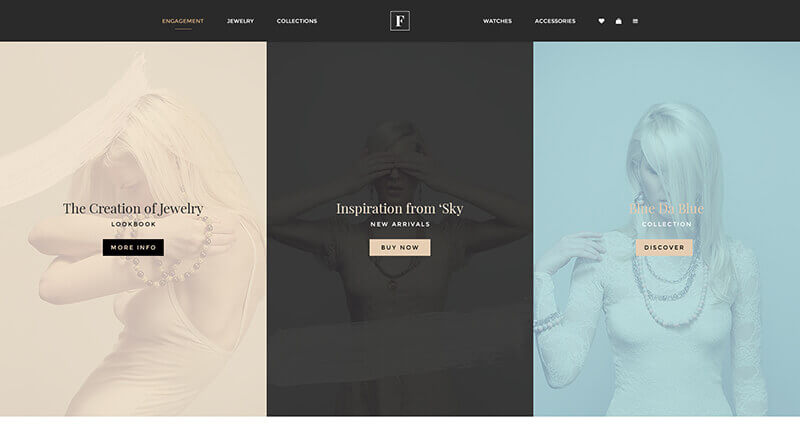 ENGAGEMENT JEWELRY COLLECTIONS F WATCHES ACCESSORIES
The Creation of Jewelry
LOOKBOOK
MORE INFO
Inspiration from ‘Sky
NEW ARRIVALS
BUY NOW
Blue Da Blue
COLLECTION
DISCOVER